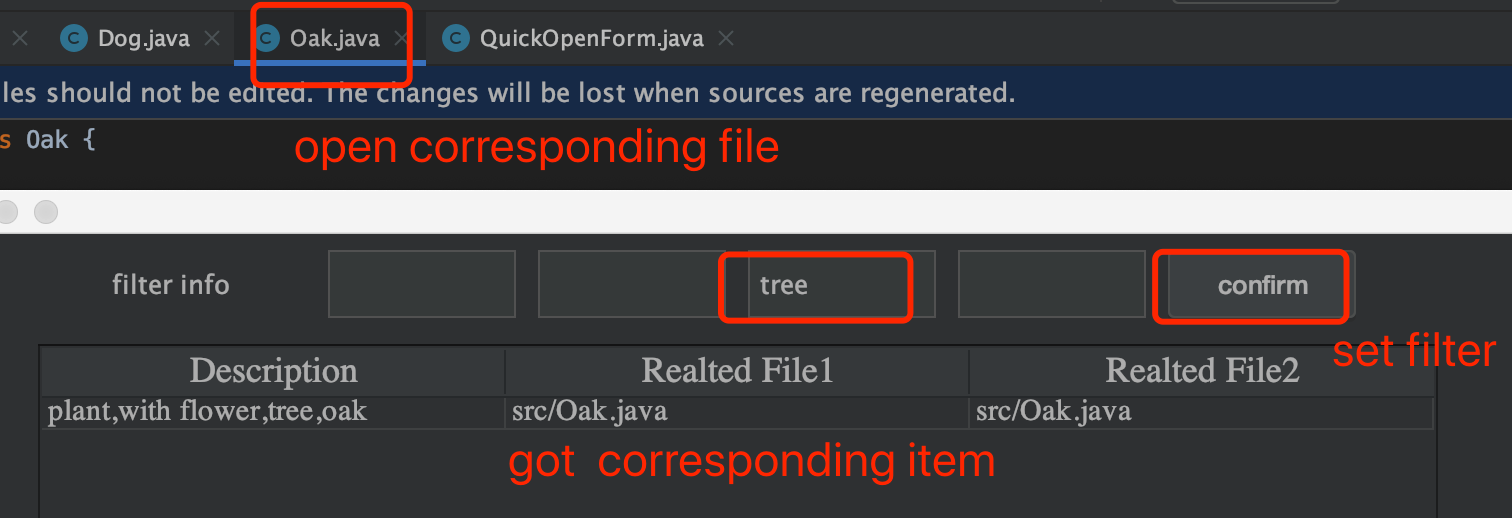 Dog.java Oak.java QuickOpenForm.java
les should not be edited. The changes will be lost when sources are regenerated.
s Oak {
open corresponding file
filter info tree confirm
set filter
Description Realted File1 Realted File2
plant,with flower,tree,oak src/Oak.java src/Oak.java
got corresponding item